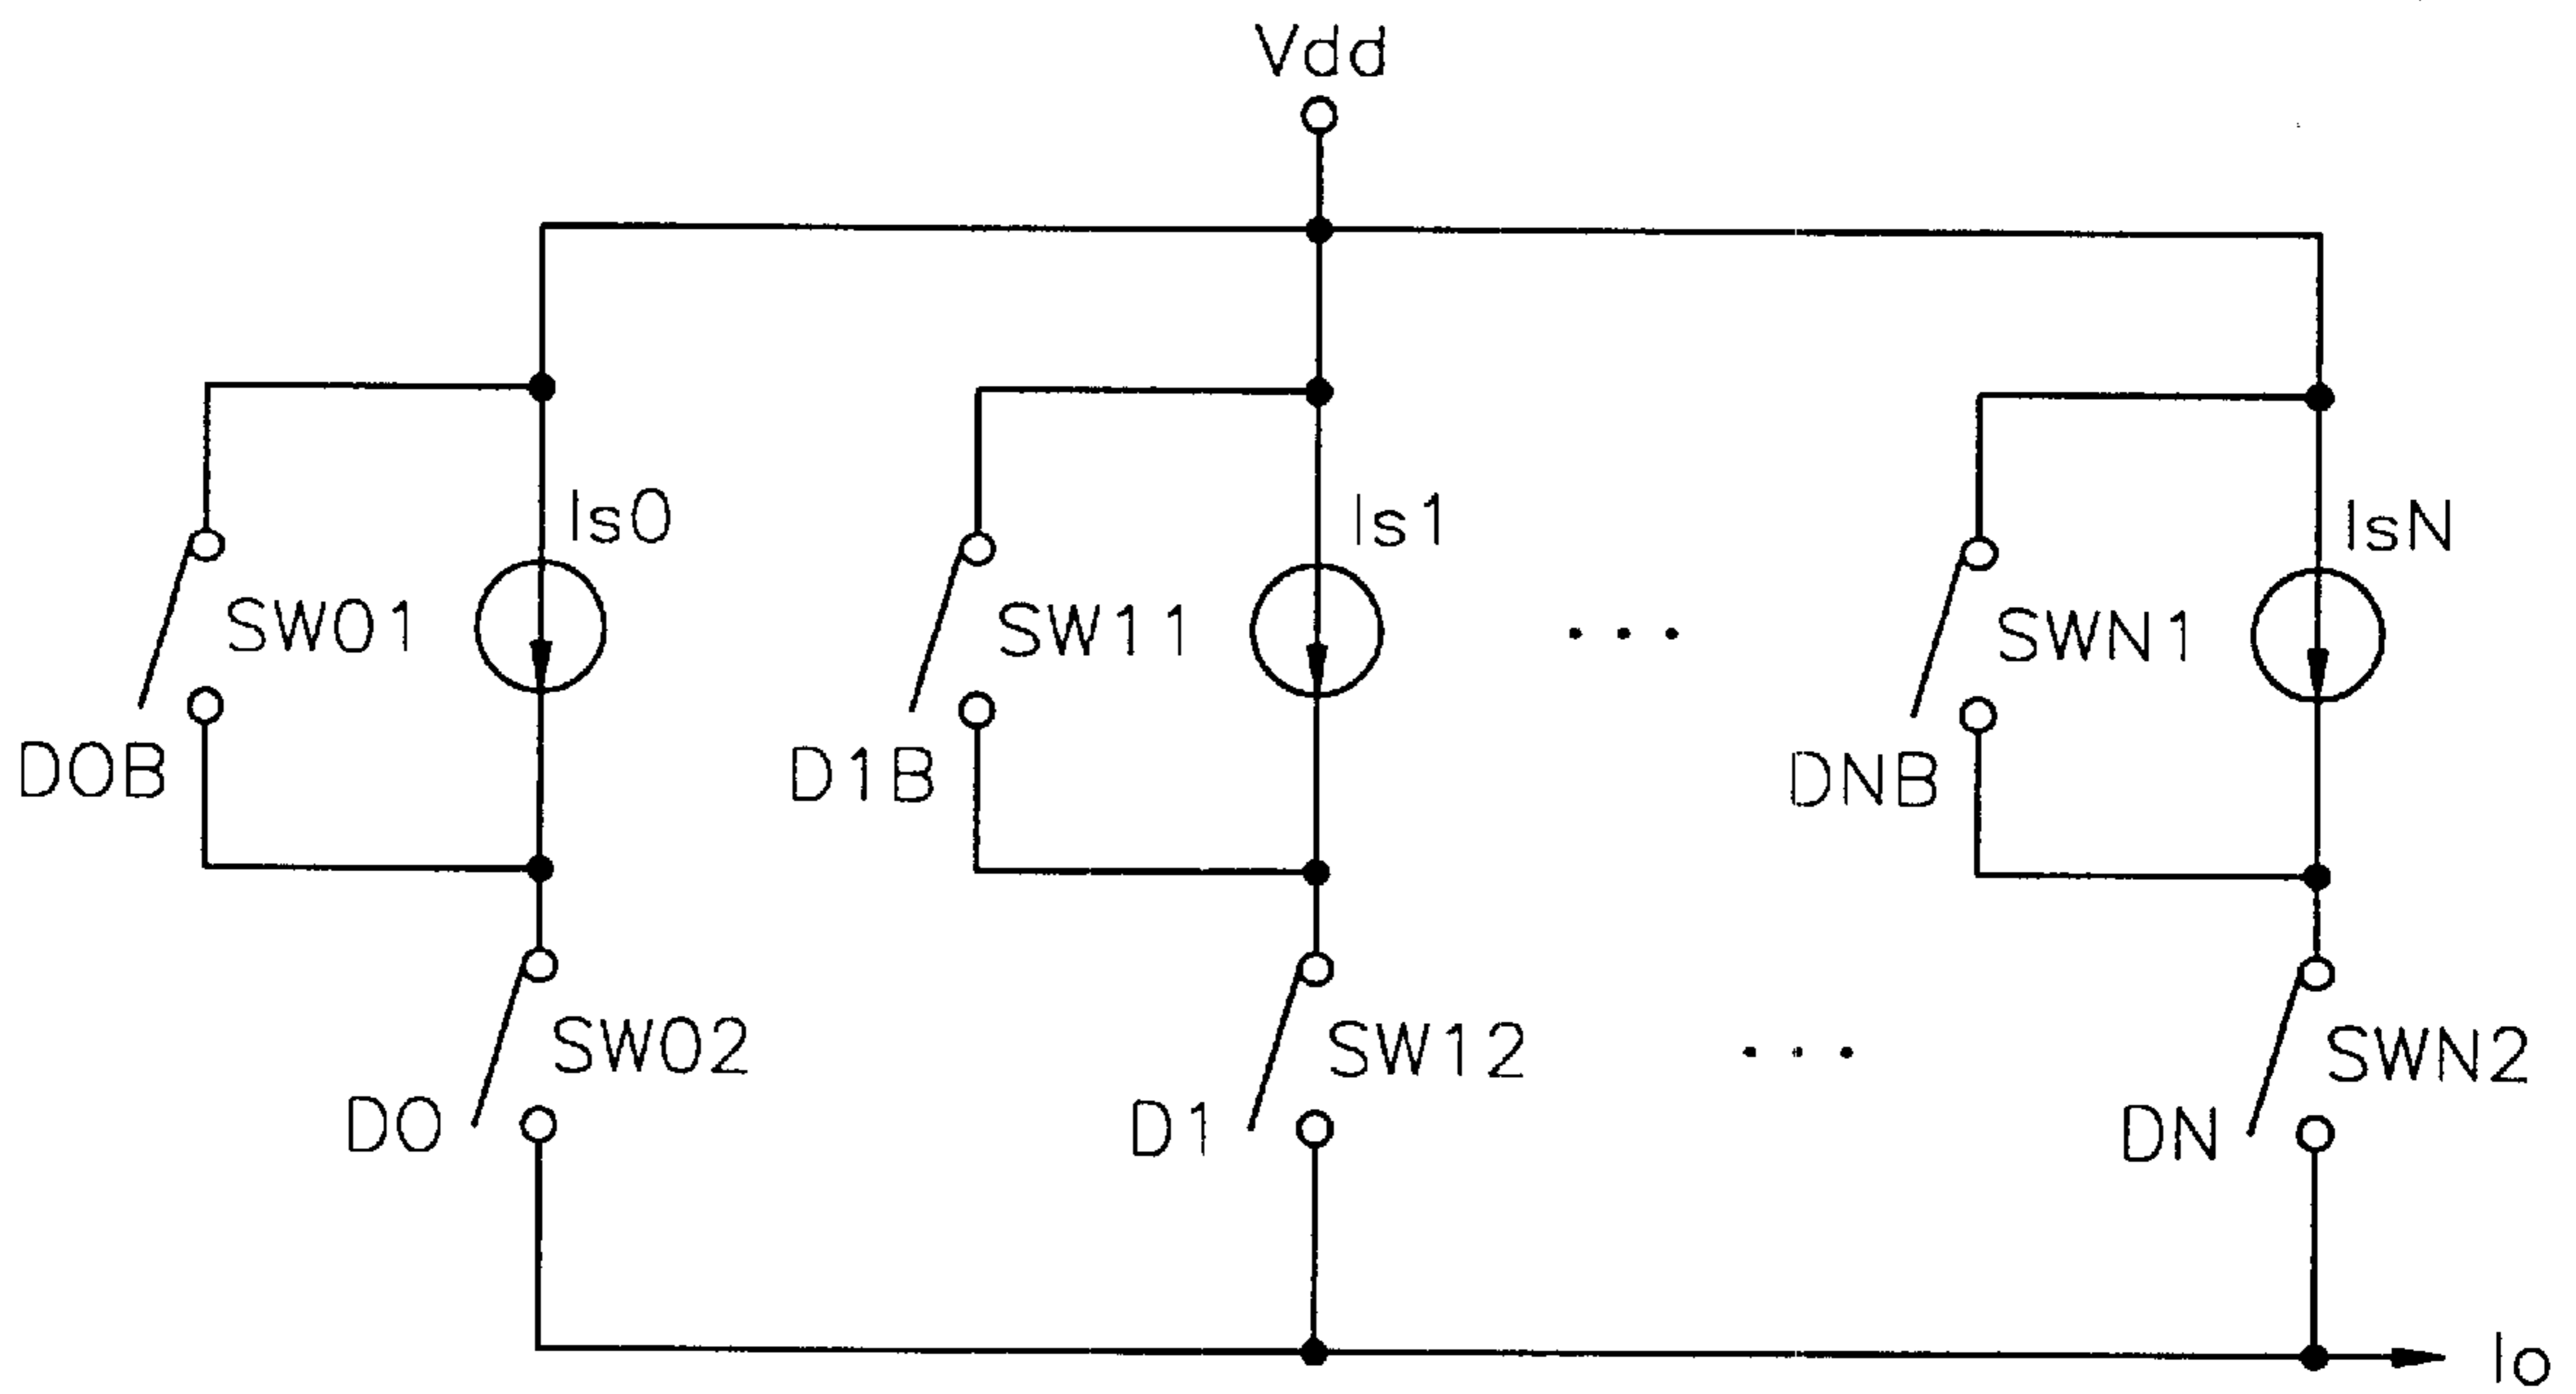 Vdd
Is0
Is1
IsN
SW01
SW11
. . .
SWN1
D0B
D1B
DNB
SW02
SW12
. . .
SWN2
D0
D1
DN
Io